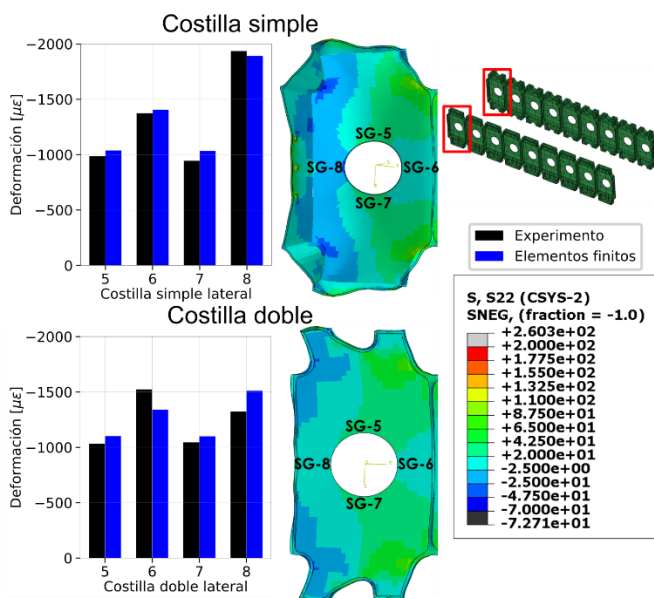 Costilla simple
−2000
−1500
−1000
−500
0
Deformación [με]
5 6 7 8
Costilla simple lateral
SG-5
SG-8
SG-6
SG-7
Experimento
Elementos finitos
Costilla doble
−2000
−1500
−1000
−500
0
Deformación [με]
5 6 7 8
Costilla doble lateral
SG-5
SG-8
SG-6
SG-7
S, S22 (CSYS-2)
SNEG, (fraction = -1.0)
+2.603e+02
+2.000e+02
+1.775e+02
+1.550e+02
+1.325e+02
+1.100e+02
+8.750e+01
+6.500e+01
+4.250e+01
+2.000e+01
-2.500e+00
-2.500e+01
-4.750e+01
-7.000e+01
-7.271e+01